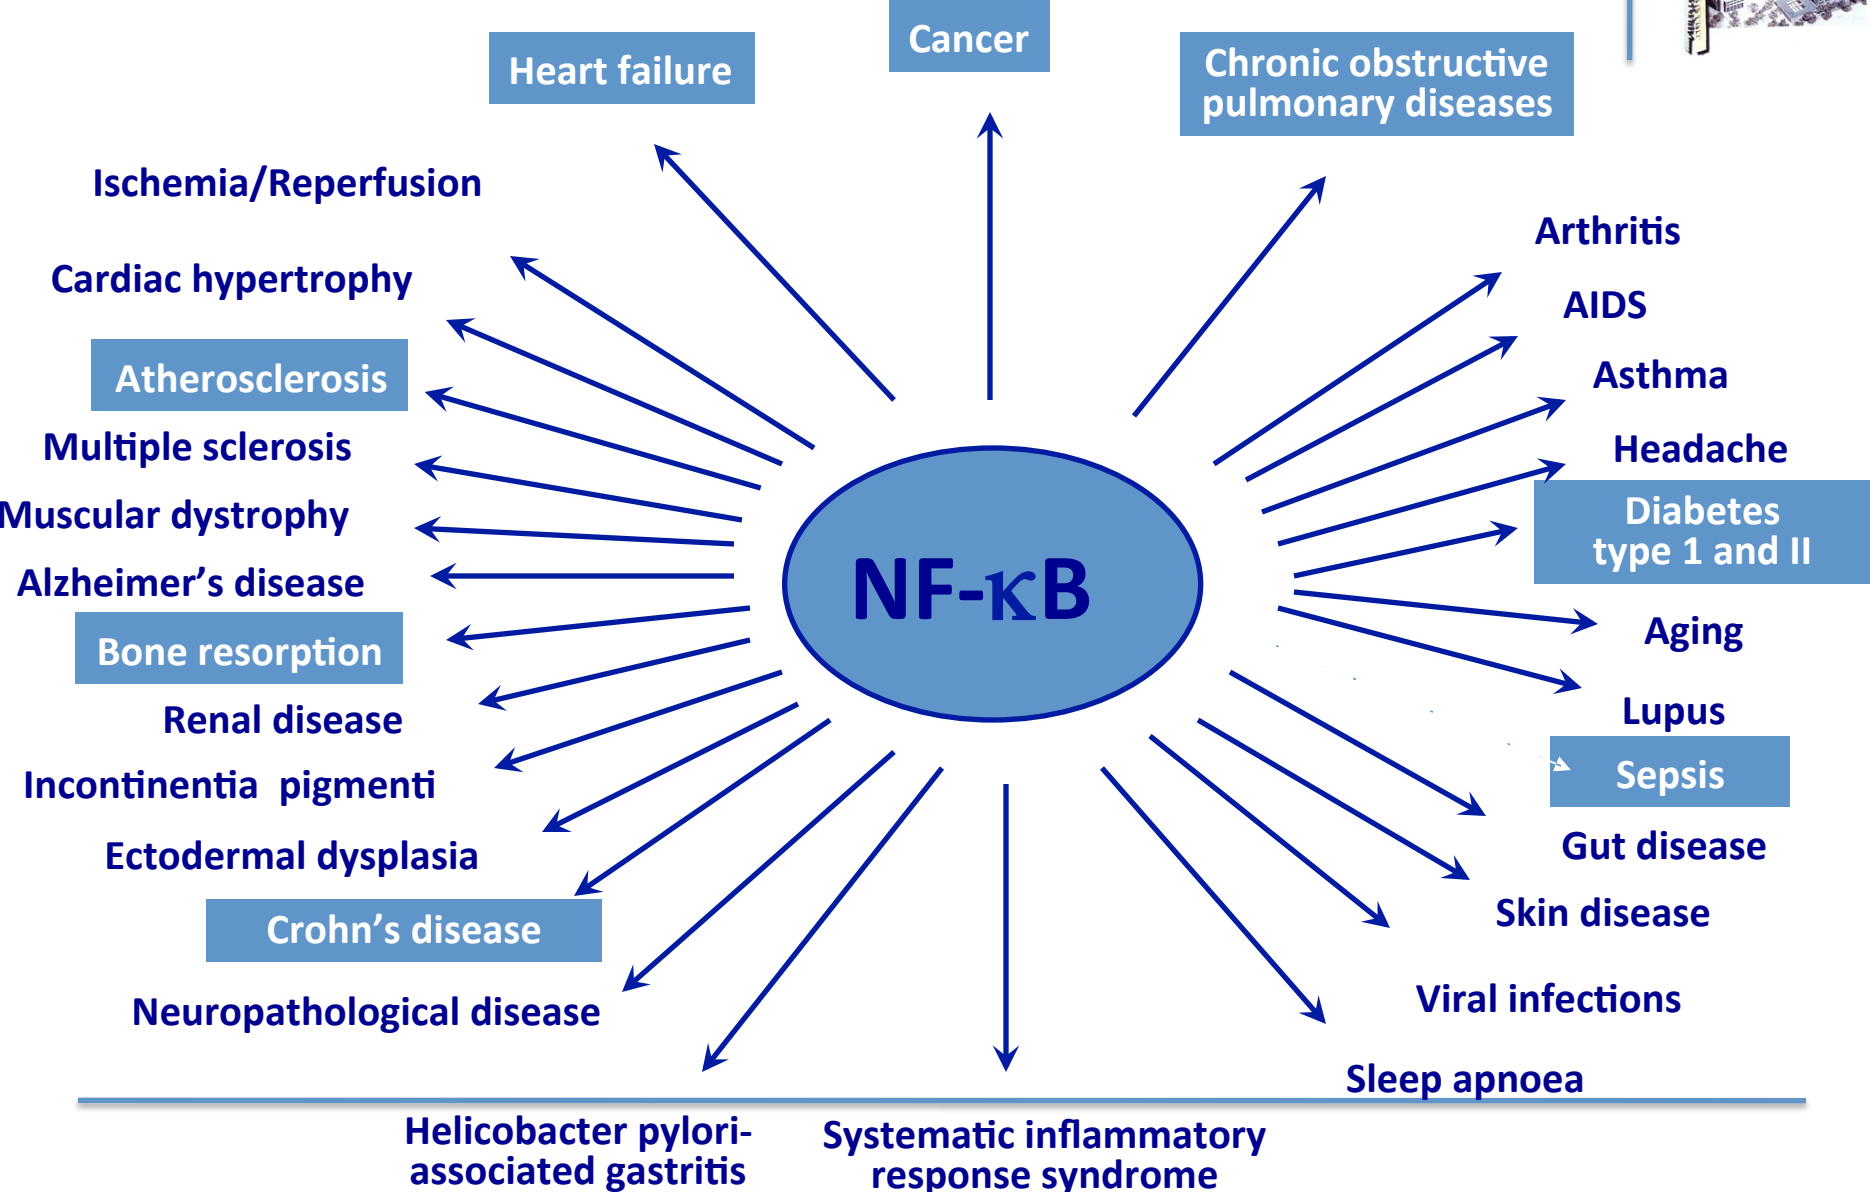 Cancer
Heart failure
Chronic obstructive
pulmonary diseases
Ischemia/Reperfusion
Arthritis
Cardiac hypertrophy
AIDS
Atherosclerosis
Asthma
Multiple sclerosis
Headache
Muscular dystrophy
Diabetes
type 1 and II
Alzheimer’s disease
NF-κB
Bone resorption
Aging
Renal disease
Lupus
Incontinentia pigmenti
Sepsis
Ectodermal dysplasia
Gut disease
Crohn’s disease
Skin disease
Neuropathological disease
Viral infections
Sleep apnoea
Helicobacter pylori-
associated gastritis
Systematic inflammatory
response syndrome